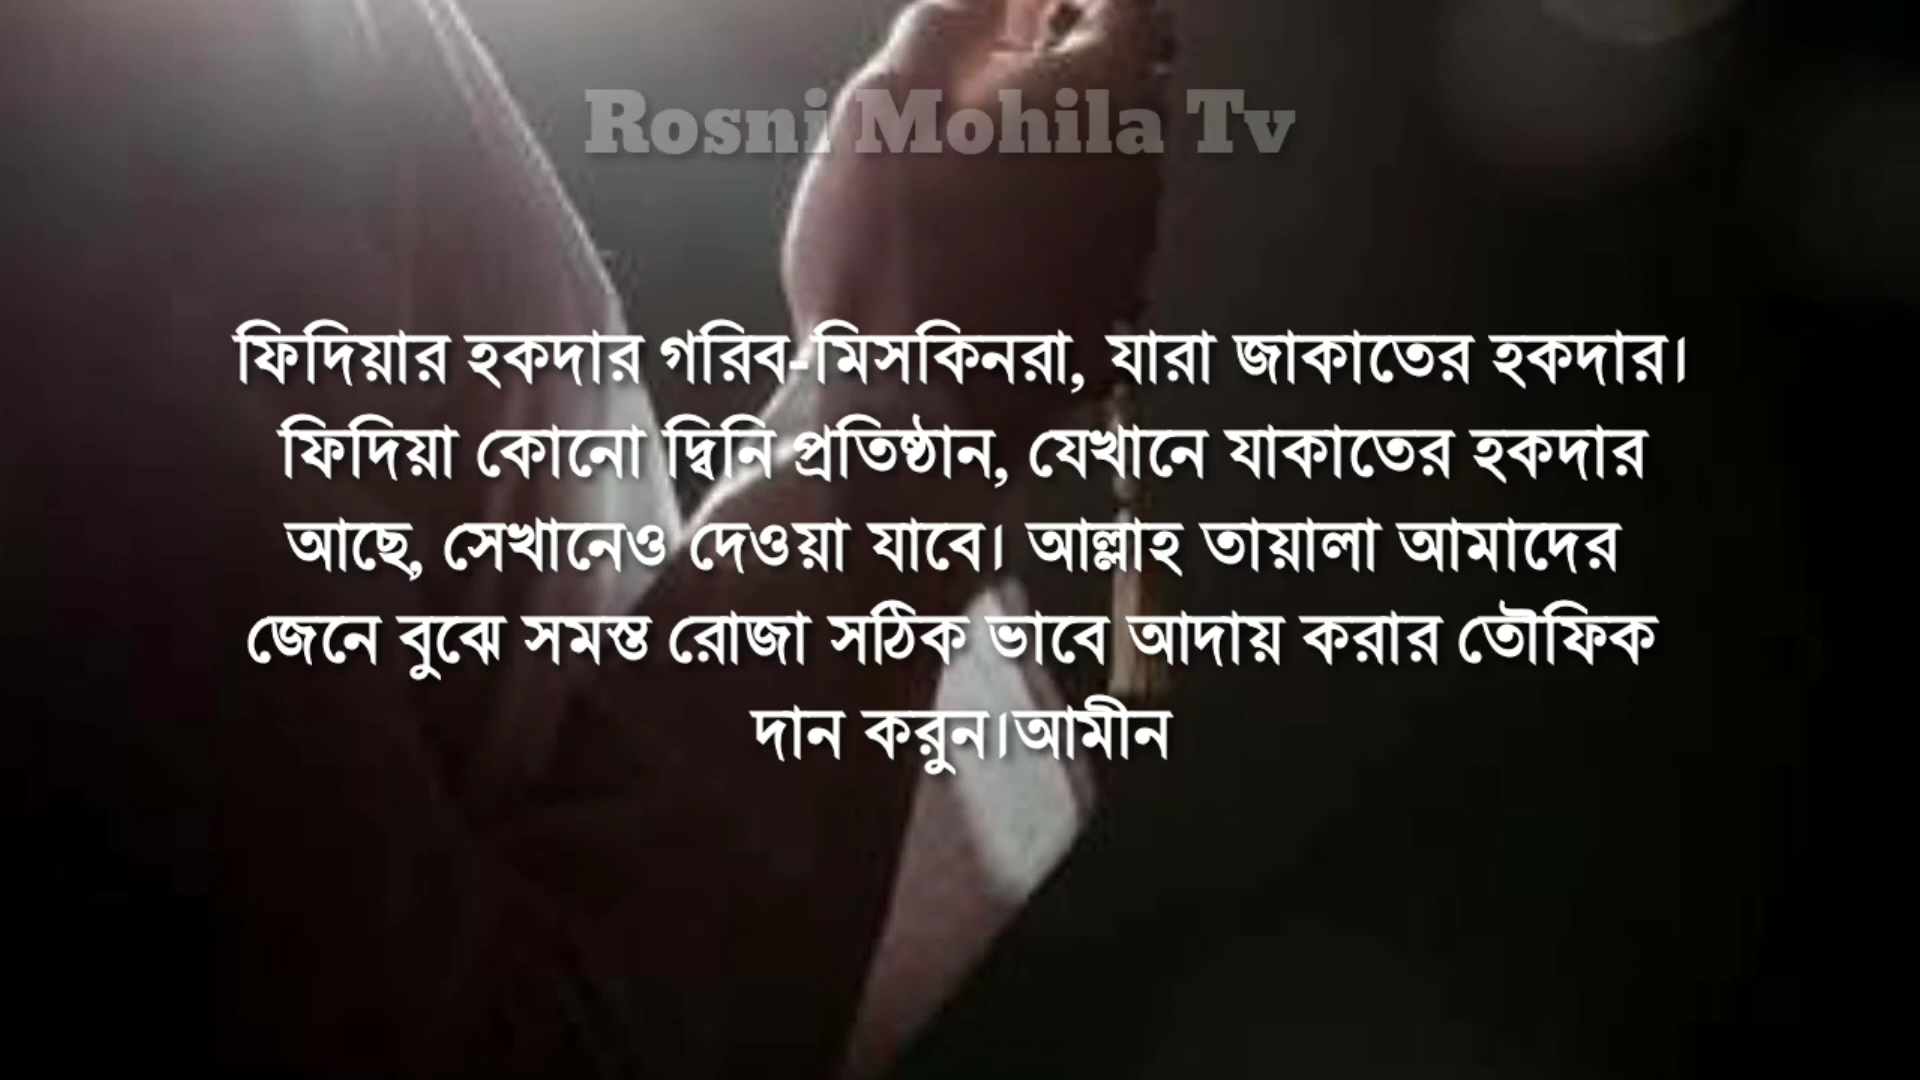 Rosni Mohila Tv
ফিদিয়ার হকদার গরিব-মিসকিনরা, যারা জাকাতের হকদার।
ফিদিয়া কোনো দ্বিনি প্রতিষ্ঠান, যেখানে যাকাতের হকদার
আছে, সেখানেও দেওয়া যাবে। আল্লাহ তায়ালা আমাদের
জেনে বুঝে সমস্ত রোজা সঠিক ভাবে আদায় করার তৌফিক
দান করুন।আমীন